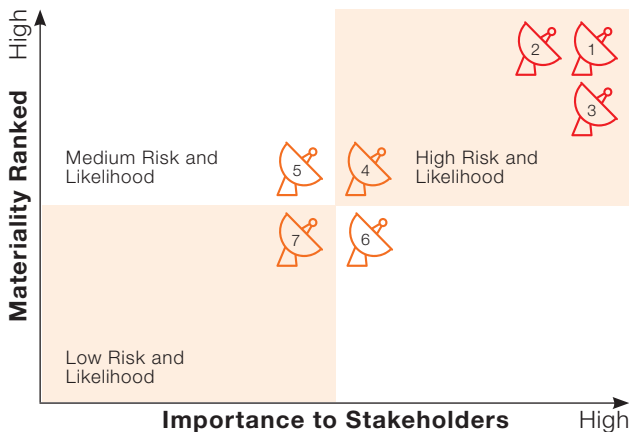 High
2
1
3
Medium Risk and
Likelihood
5
4
High Risk and
Likelihood
Materiality Ranked
7
6
Low Risk and
Likelihood
Importance to Stakeholders
High